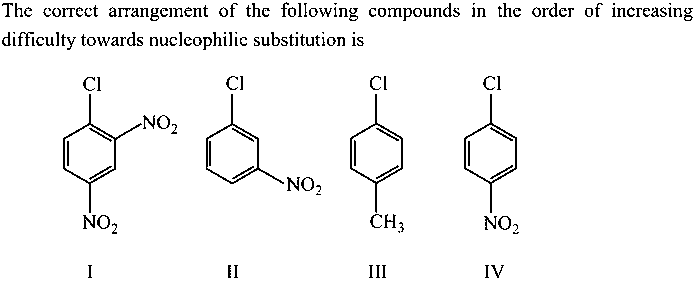 The correct arrangement of the following compounds in the order of increasing
difficulty towards nucleophilic substitution is
Cl Cl Cl Cl
NO₂
NO₂
NO₂ CH₃ NO₂
I II III IV